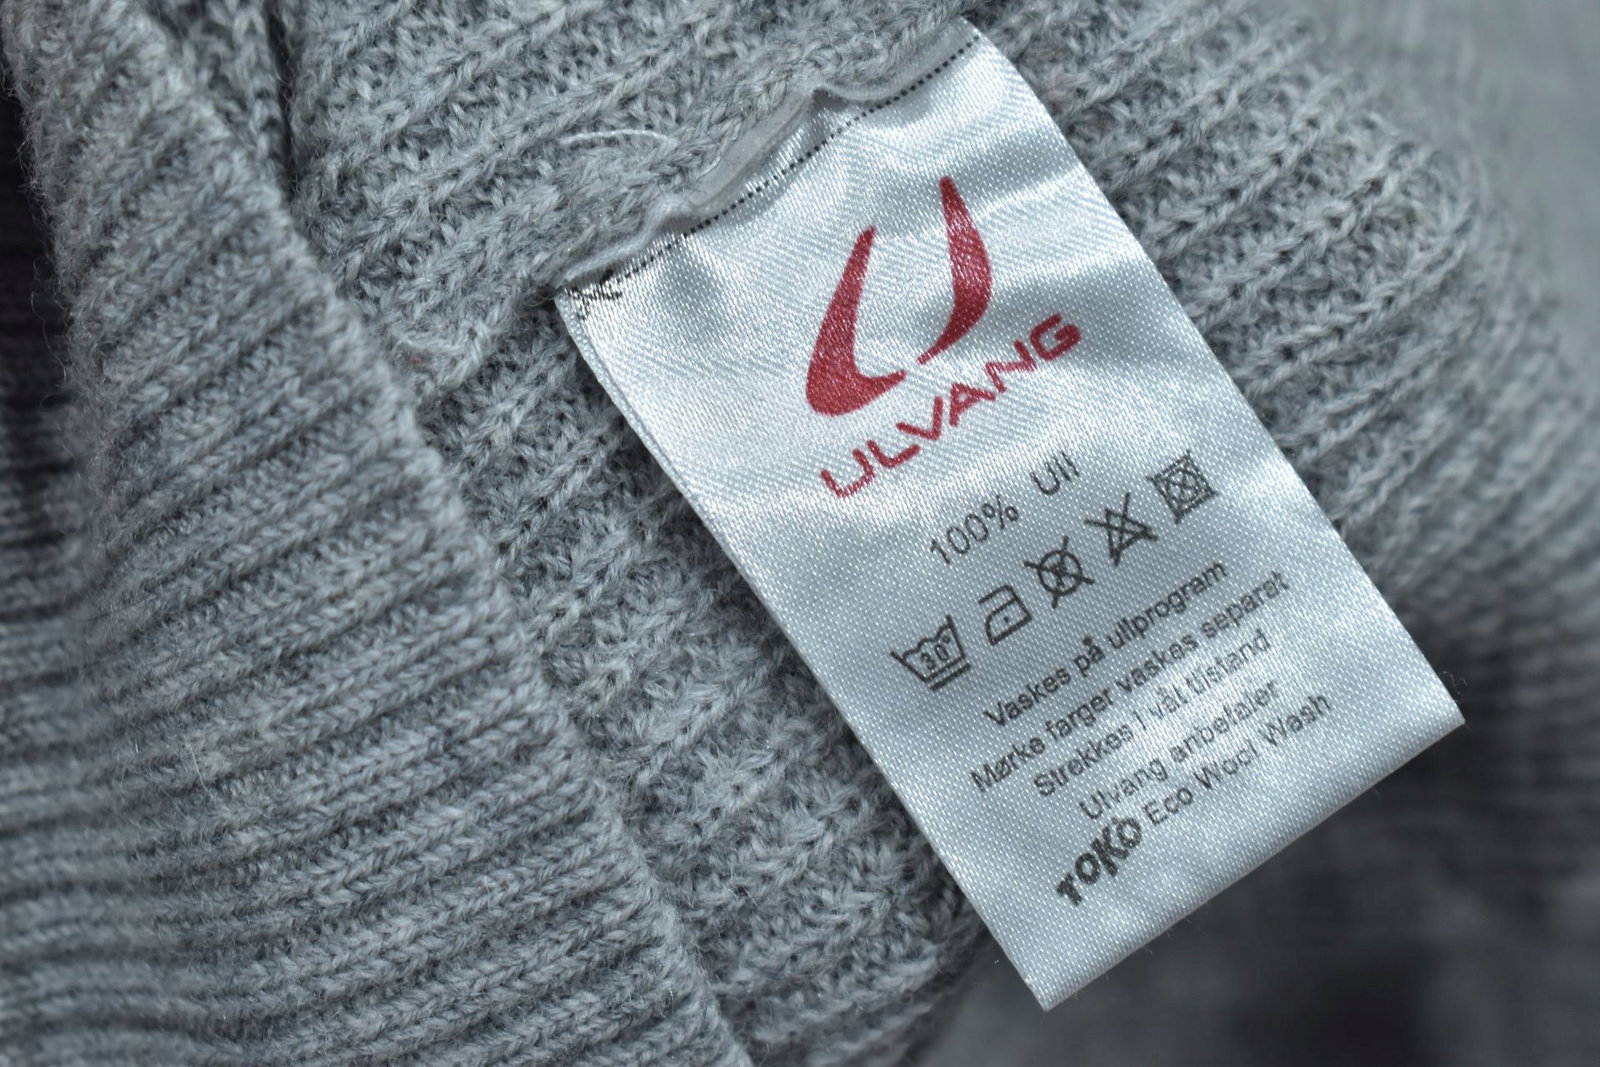 ULVANG
100% Ull
30°
Vaskes på ullprogram
Mørke farger vaskes separat
Strekkes i våt tilstand
Ulvang anbefaler
TOKO Eco Wool Wash